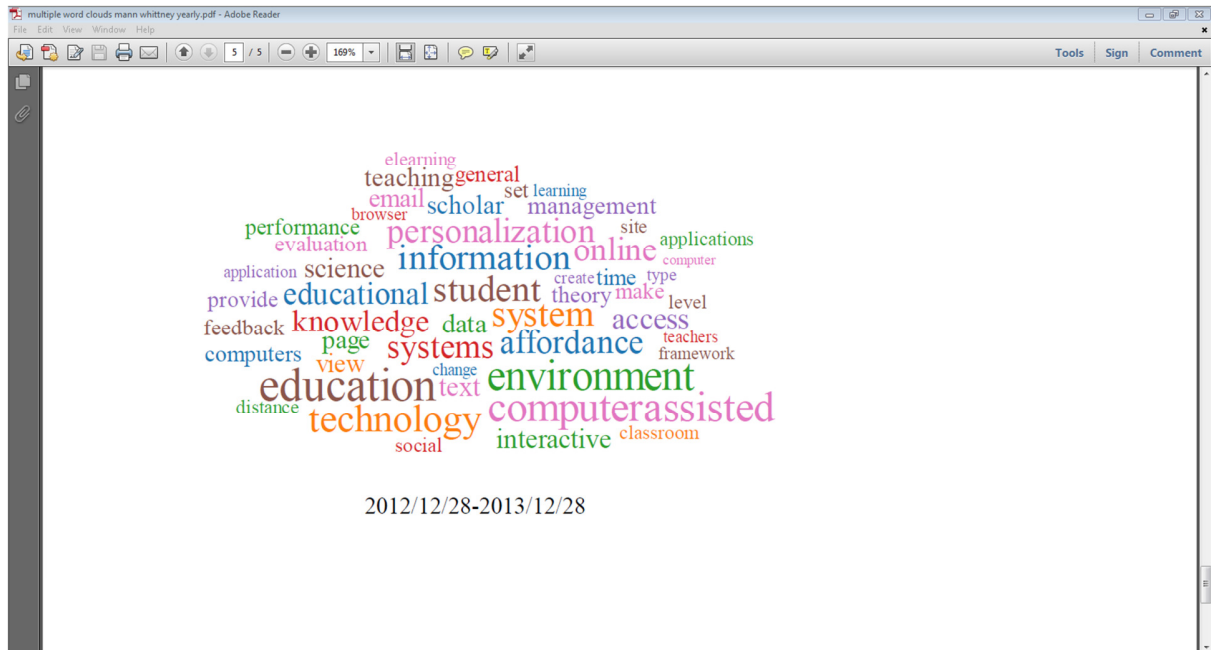 multiple word clouds mann whittney yearly.pdf - Adobe Reader
File Edit View Window Help
5 / 5 169% Tools Sign Comment
elearning
teaching general
set learning
email scholar management
browser
performance personalization site applications
evaluation information online computer
application science create time type
provide educational student theory make level
feedback knowledge data system access
page systems affordance teachers
computers framework
view change
education text environment
distance technology computerassisted
social interactive classroom
2012/12/28-2013/12/28